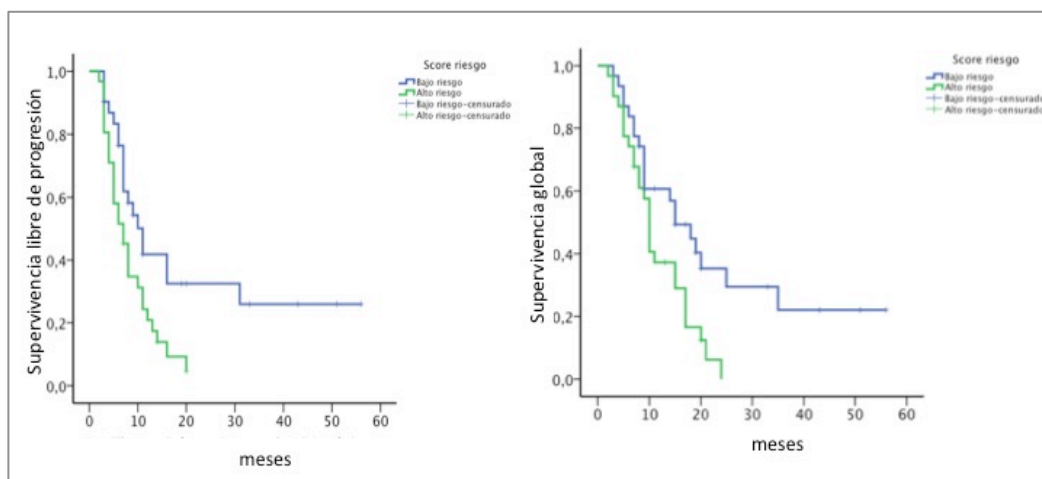 Supervivencia libre de progresión
1,0
0,8
0,6
0,4
0,2
0,0
0 10 20 30 40 50 60
meses
Score riesgo
Bajo riesgo
Alto riesgo
Bajo riesgo-censurado
Alto riesgo-censurado
Supervivencia global
1,0
0,8
0,6
0,4
0,2
0,0
0 10 20 30 40 50 60
meses
Score riesgo
Bajo riesgo
Alto riesgo
Bajo riesgo-censurado
Alto riesgo-censurado